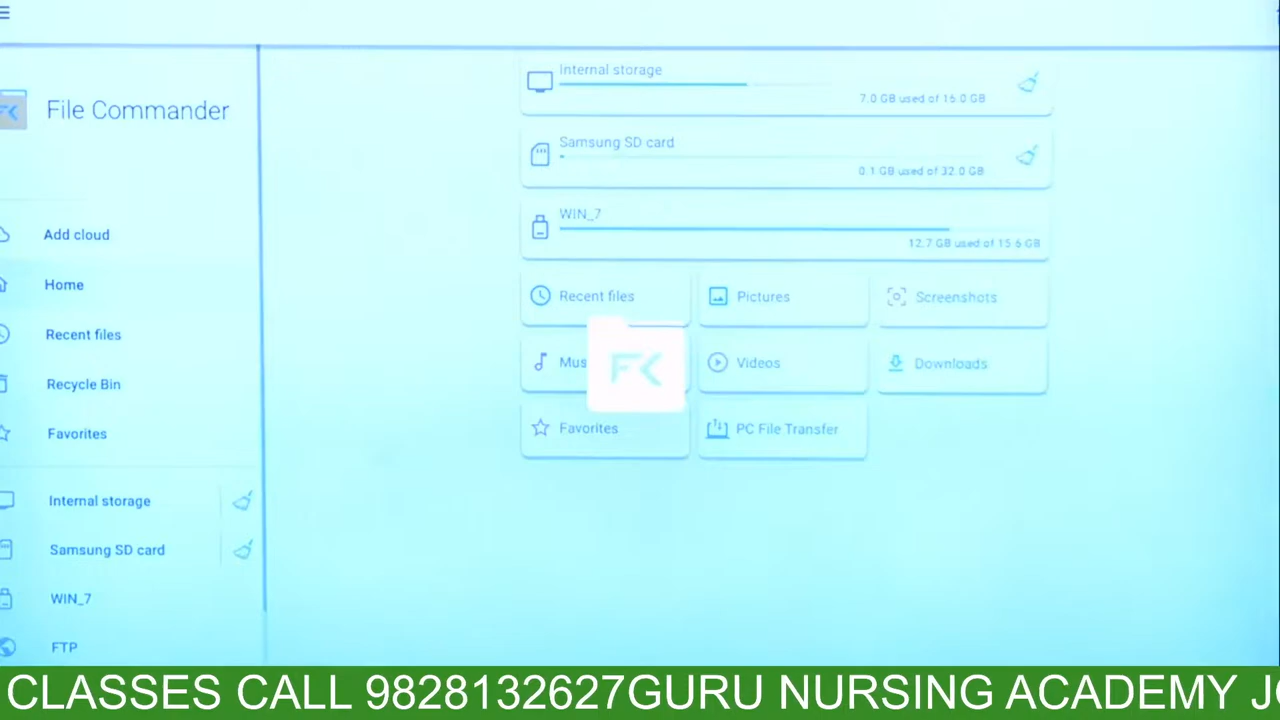 File Commander
Add cloud
Home
Recent files
Recycle Bin
Favorites
Internal storage
Samsung SD card
WIN_7
FTP
Internal storage
7.0 GB used of 16.0 GB
Samsung SD card
0.1 GB used of 32.0 GB
WIN_7
12.7 GB used of 15.6 GB
Recent files
Pictures
Screenshots
Mus
Videos
Downloads
Favorites
PC File Transfer
CLASSES CALL 9828132627GURU NURSING ACADEMY JO